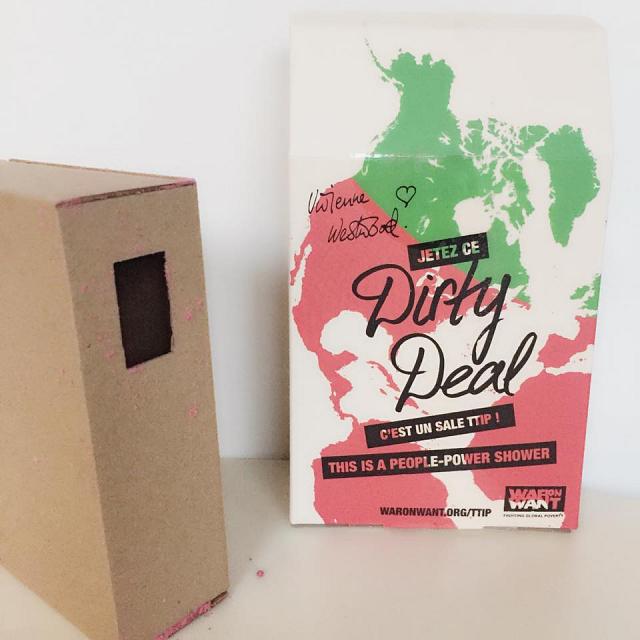 Vivienne
Westwood.
JETEZ CE
Dirty
Deal
C'EST UN SALE TTIP !
THIS IS A PEOPLE-POWER SHOWER
WARONWANT.ORG/TTIP
WAR ON
WANT
FIGHTING GLOBAL POVERTY